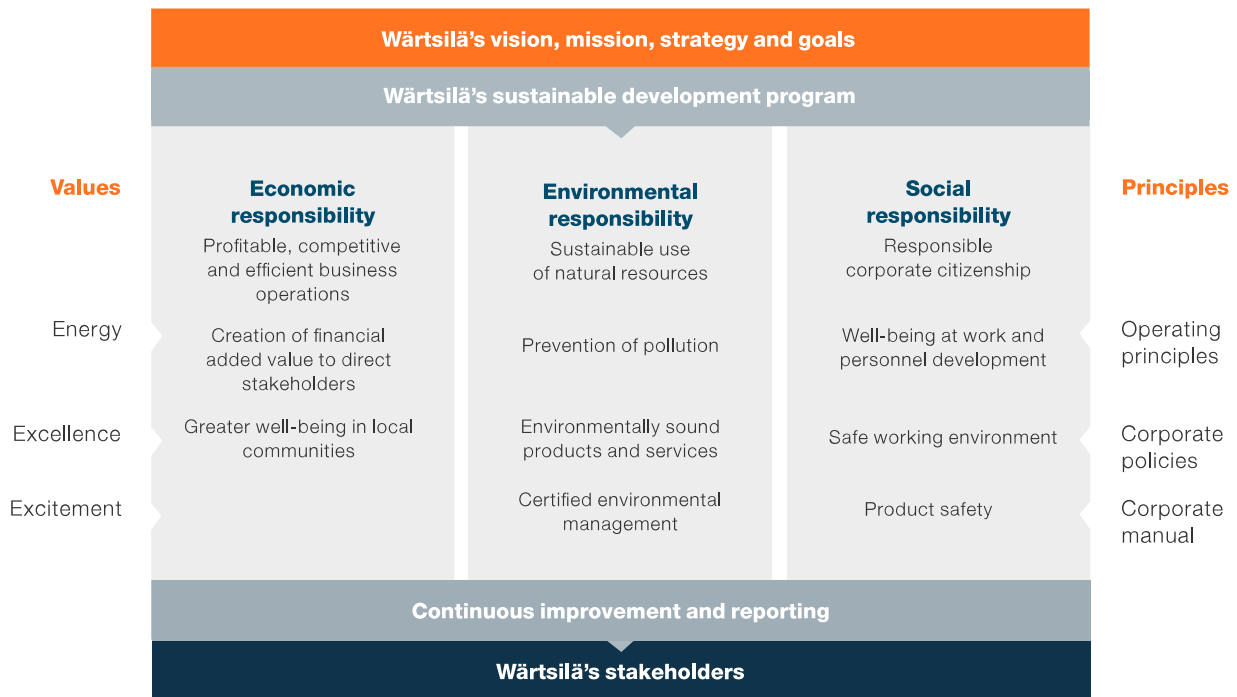 Wärtsilä's vision, mission, strategy and goals
Wärtsilä's sustainable development program
Values
Energy
Excellence
Excitement
Economic
responsibility
Profitable, competitive
and efficient business
operations
Creation of financial
added value to direct
stakeholders
Greater well-being in local
communities
Environmental
responsibility
Sustainable use
of natural resources
Prevention of pollution
Environmentally sound
products and services
Certified environmental
management
Social
responsibility
Responsible
corporate citizenship
Well-being at work and
personnel development
Safe working environment
Product safety
Principles
Operating
principles
Corporate
policies
Corporate
manual
Continuous improvement and reporting
Wärtsilä's stakeholders